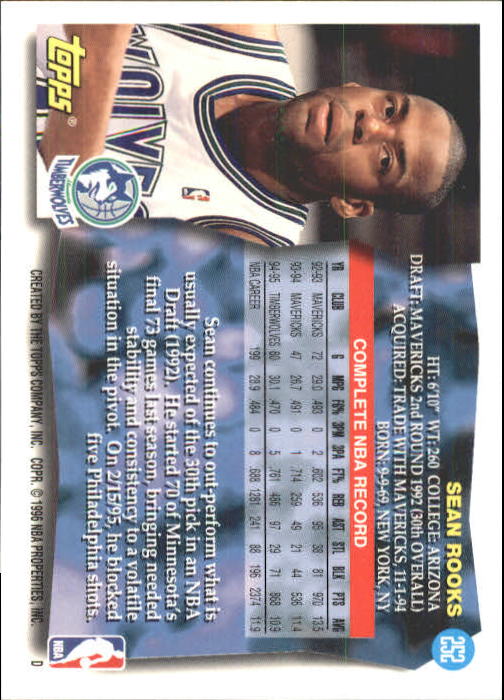 252
SEAN ROOKS
HT: 6'10" WT: 260 COLLEGE: ARIZONA
DRAFT: MAVERICKS 2nd ROUND 1992 (30th OVERALL)
ACQUIRED: TRADE WITH MAVERICKS, 11-1-94
BORN: 9-9-69, NEW YORK, NY
COMPLETE NBA RECORD
YR CLUB G MPG FG% 3PM 3PA FT% REB AST STL BLK PTS AVG
92-93 MAVERICKS 72 29.0 .493 0 2 .602 536 95 38 81 970 13.5
93-94 MAVERICKS 47 26.7 .491 0 1 .714 259 49 21 44 536 11.4
94-95 TIMBERWOLVES 80 30.1 .470 0 5 .761 486 97 29 71 868 10.9
NBA CAREER 199 28.9 .484 0 8 .688 1281 241 88 196 2374 11.9
Sean continues to out-perform what is
usually expected of the 30th pick in an NBA
Draft (1992). He started 70 of Minnesota's
final 73 games last season, bringing needed
stability and consistency to a volatile
situation in the pivot. On 2/15/95, he blocked
five Philadelphia shots.
WOLVES
TIMBERWOLVES
TOPPS®
NBA
CREATED BY THE TOPPS COMPANY, INC. COPR. © 1996 NBA PROPERTIES, INC. D